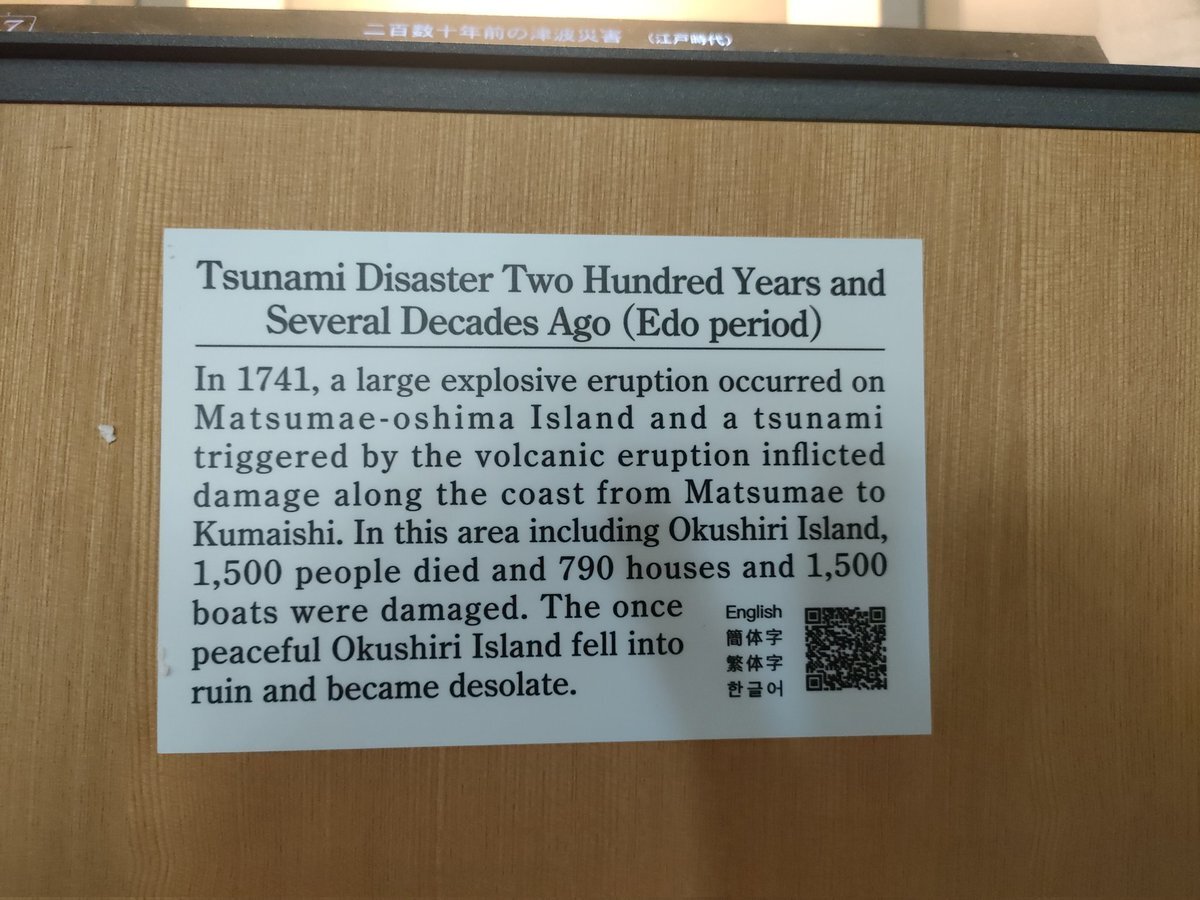 二百数十年前の津波災害 (江戸時代)
Tsunami Disaster Two Hundred Years and
Several Decades Ago (Edo period)
In 1741, a large explosive eruption occurred on
Matsumae-oshima Island and a tsunami
triggered by the volcanic eruption inflicted
damage along the coast from Matsumae to
Kumaishi. In this area including Okushiri Island,
1,500 people died and 790 houses and 1,500
boats were damaged. The once
peaceful Okushiri Island fell into
ruin and became desolate.
English
簡体字
繁体字
한글어